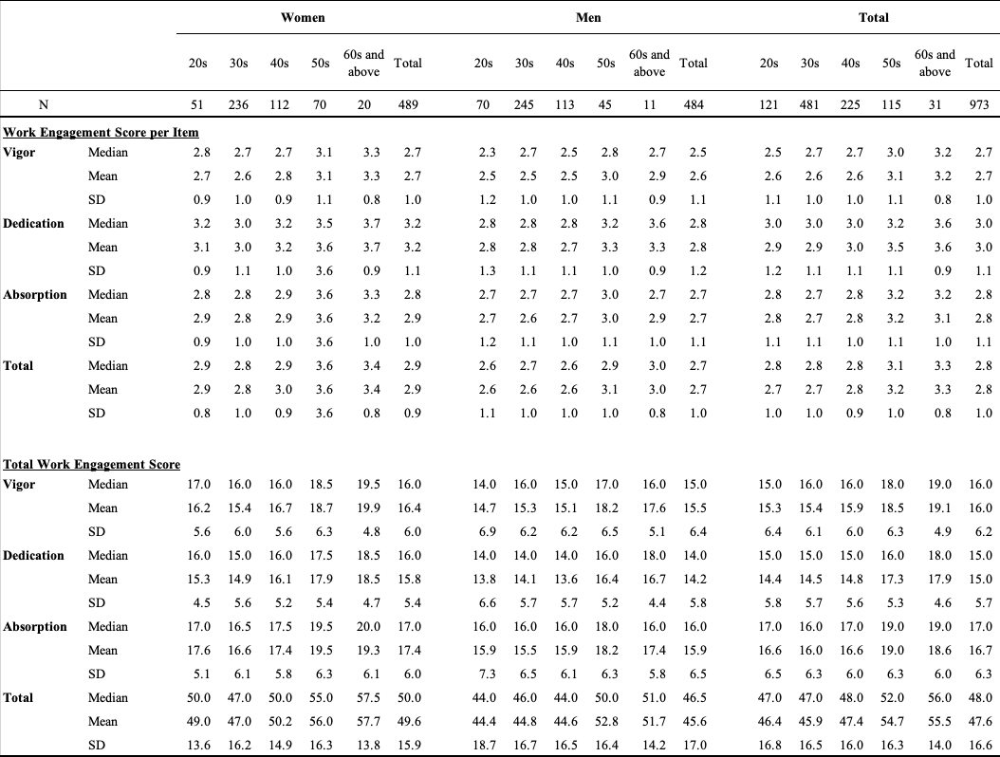 Women Men Total
20s 30s 40s 50s 60s and above Total 20s 30s 40s 50s 60s and above Total 20s 30s 40s 50s 60s and above Total
N 51 236 112 70 20 489 70 245 113 45 11 484 121 481 225 115 31 973
Work Engagement Score per Item
Vigor Median 2.8 2.7 2.7 3.1 3.3 2.7 2.3 2.7 2.5 2.8 2.7 2.5 2.5 2.7 2.7 3.0 3.2 2.7
Mean 2.7 2.6 2.8 3.1 3.3 2.7 2.5 2.5 2.5 3.0 2.9 2.6 2.6 2.6 2.6 3.1 3.2 2.7
SD 0.9 1.0 0.9 1.1 0.8 1.0 1.2 1.0 1.0 1.1 0.9 1.1 1.1 1.0 1.0 1.1 0.8 1.0
Dedication Median 3.2 3.0 3.2 3.5 3.7 3.2 2.8 2.8 2.8 3.2 3.6 2.8 3.0 3.0 3.0 3.2 3.6 3.0
Mean 3.1 3.0 3.2 3.6 3.7 3.2 2.8 2.8 2.7 3.3 3.3 2.8 2.9 2.9 3.0 3.5 3.6 3.0
SD 0.9 1.1 1.0 3.6 0.9 1.1 1.3 1.1 1.1 1.0 0.9 1.2 1.2 1.1 1.1 1.1 0.9 1.1
Absorption Median 2.8 2.8 2.9 3.6 3.3 2.8 2.7 2.7 2.7 3.0 2.7 2.7 2.8 2.7 2.8 3.2 3.2 2.8
Mean 2.9 2.8 2.9 3.6 3.2 2.9 2.7 2.6 2.7 3.0 2.9 2.7 2.8 2.7 2.8 3.2 3.1 2.8
SD 0.9 1.0 1.0 3.6 1.0 1.0 1.2 1.1 1.0 1.1 1.0 1.1 1.1 1.1 1.0 1.1 1.0 1.1
Total Median 2.9 2.8 2.9 3.6 3.4 2.9 2.6 2.7 2.6 2.9 3.0 2.7 2.8 2.8 2.8 3.1 3.3 2.8
Mean 2.9 2.8 3.0 3.6 3.4 2.9 2.6 2.6 2.6 3.1 3.0 2.7 2.7 2.7 2.8 3.2 3.3 2.8
SD 0.8 1.0 0.9 3.6 0.8 0.9 1.1 1.0 1.0 1.0 0.8 1.0 1.0 1.0 0.9 1.0 0.8 1.0
Total Work Engagement Score
Vigor Median 17.0 16.0 16.0 18.5 19.5 16.0 14.0 16.0 15.0 17.0 16.0 15.0 15.0 16.0 16.0 18.0 19.0 16.0
Mean 16.2 15.4 16.7 18.7 19.9 16.4 14.7 15.3 15.1 18.2 17.6 15.5 15.3 15.4 15.9 18.5 19.1 16.0
SD 5.6 6.0 5.6 6.3 4.8 6.0 6.9 6.2 6.2 6.5 5.1 6.4 6.4 6.1 6.0 6.3 4.9 6.2
Dedication Median 16.0 15.0 16.0 17.5 18.5 16.0 14.0 14.0 14.0 16.0 18.0 14.0 15.0 15.0 15.0 16.0 18.0 15.0
Mean 15.3 14.9 16.1 17.9 18.5 15.8 13.8 14.1 13.6 16.4 16.7 14.2 14.4 14.5 14.8 17.3 17.9 15.0
SD 4.5 5.6 5.2 5.4 4.7 5.4 6.6 5.7 5.7 5.2 4.4 5.8 5.8 5.7 5.6 5.3 4.6 5.7
Absorption Median 17.0 16.5 17.5 19.5 20.0 17.0 16.0 16.0 16.0 18.0 16.0 16.0 17.0 16.0 17.0 19.0 19.0 17.0
Mean 17.6 16.6 17.4 19.5 19.3 17.4 15.9 15.5 15.9 18.2 17.4 15.9 16.6 16.0 16.6 19.0 18.6 16.7
SD 5.1 6.1 5.8 6.3 6.1 6.0 7.3 6.5 6.1 6.3 5.8 6.5 6.5 6.3 6.0 6.3 6.0 6.3
Total Median 50.0 47.0 50.0 55.0 57.5 50.0 44.0 46.0 44.0 50.0 51.0 46.5 47.0 47.0 48.0 52.0 56.0 48.0
Mean 49.0 47.0 50.2 56.0 57.7 49.6 44.4 44.8 44.6 52.8 51.7 45.6 46.4 45.9 47.4 54.7 55.5 47.6
SD 13.6 16.2 14.9 16.3 13.8 15.9 18.7 16.7 16.5 16.4 14.2 17.0 16.8 16.5 16.0 16.3 14.0 16.6